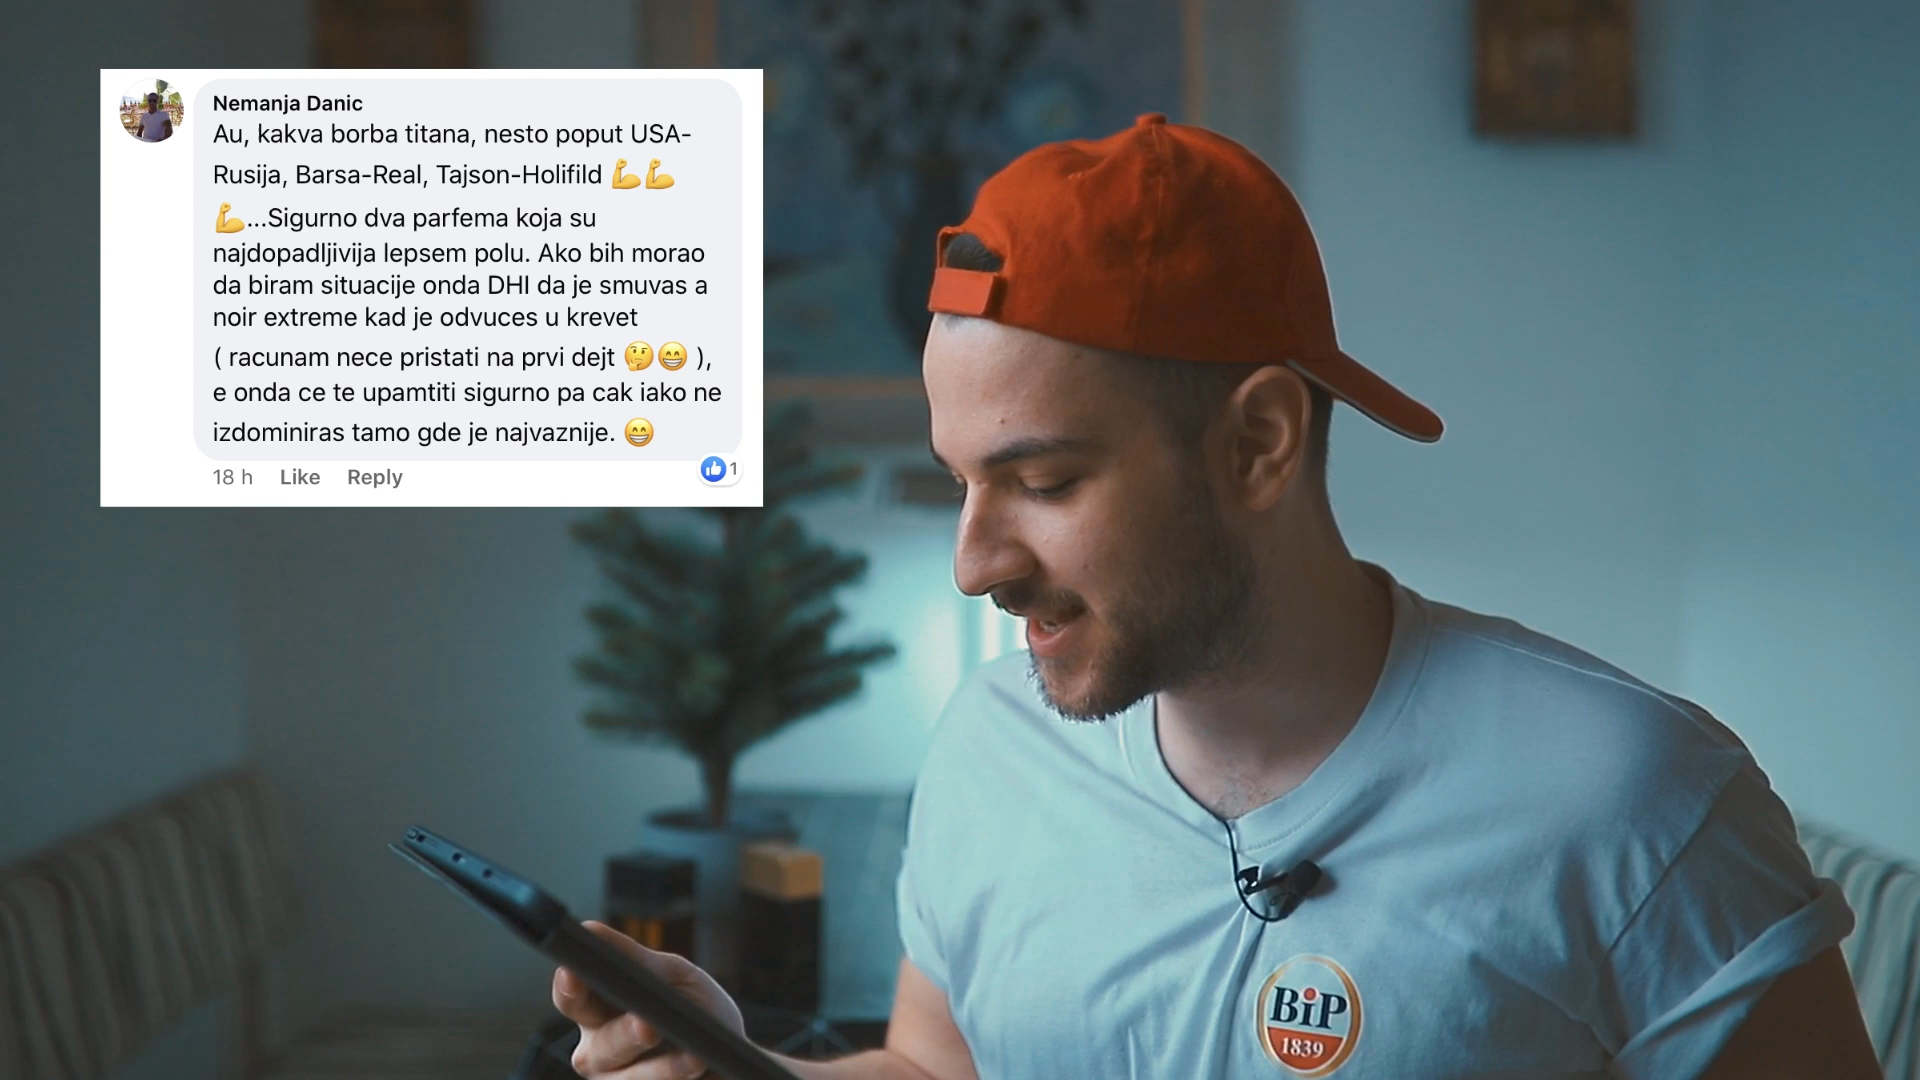 Nemanja Danic
Au, kakva borba titana, nesto poput USA-
Rusija, Barsa-Real, Tajson-Holifild 💪💪
💪...Sigurno dva parfema koja su
najdopadljivija lepsem polu. Ako bih morao
da biram situacije onda DHI da je smuvas a
noir extreme kad je odvuces u krevet
( racunam nece pristati na prvi dejt 🤔😁 ),
e onda ce te upamtiti sigurno pa cak iako ne
izdominiras tamo gde je najvaznije. 😁
18 h Like Reply 1
BiP
1839